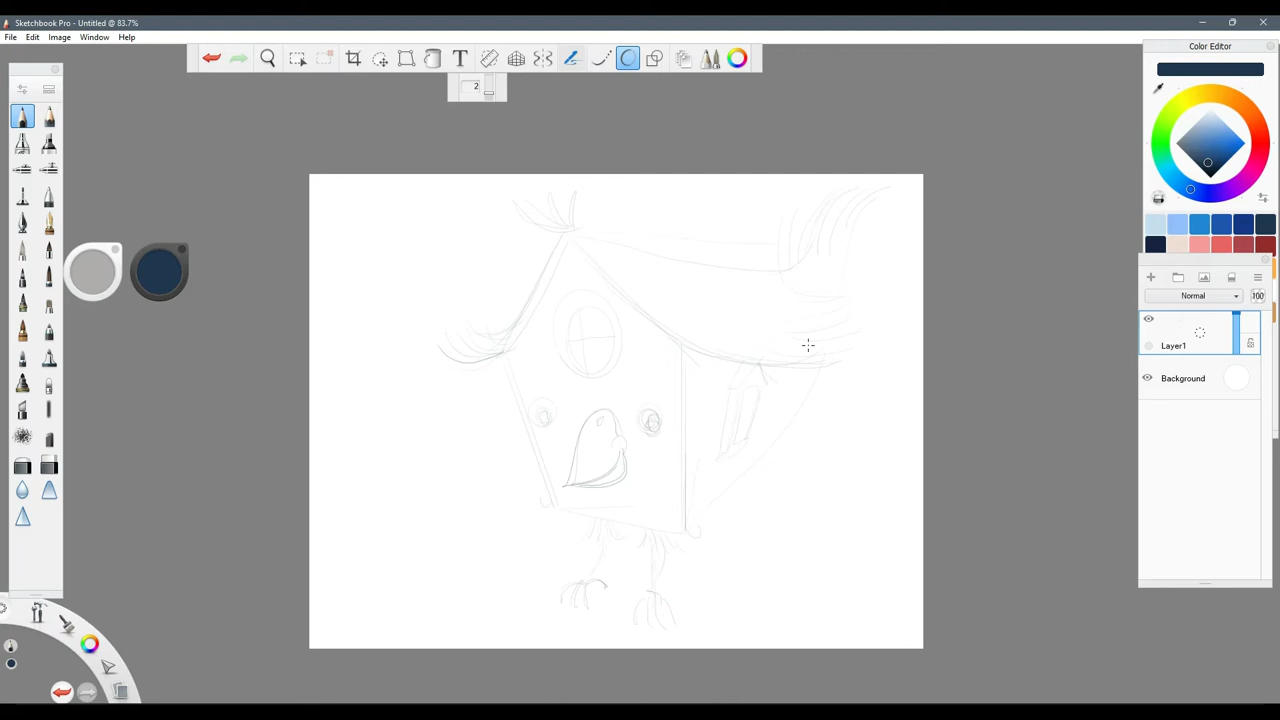 Sketchbook Pro - Untitled @ 83.7%
File Edit Image Window Help
2
Color Editor
Normal
100
Layer1
Background